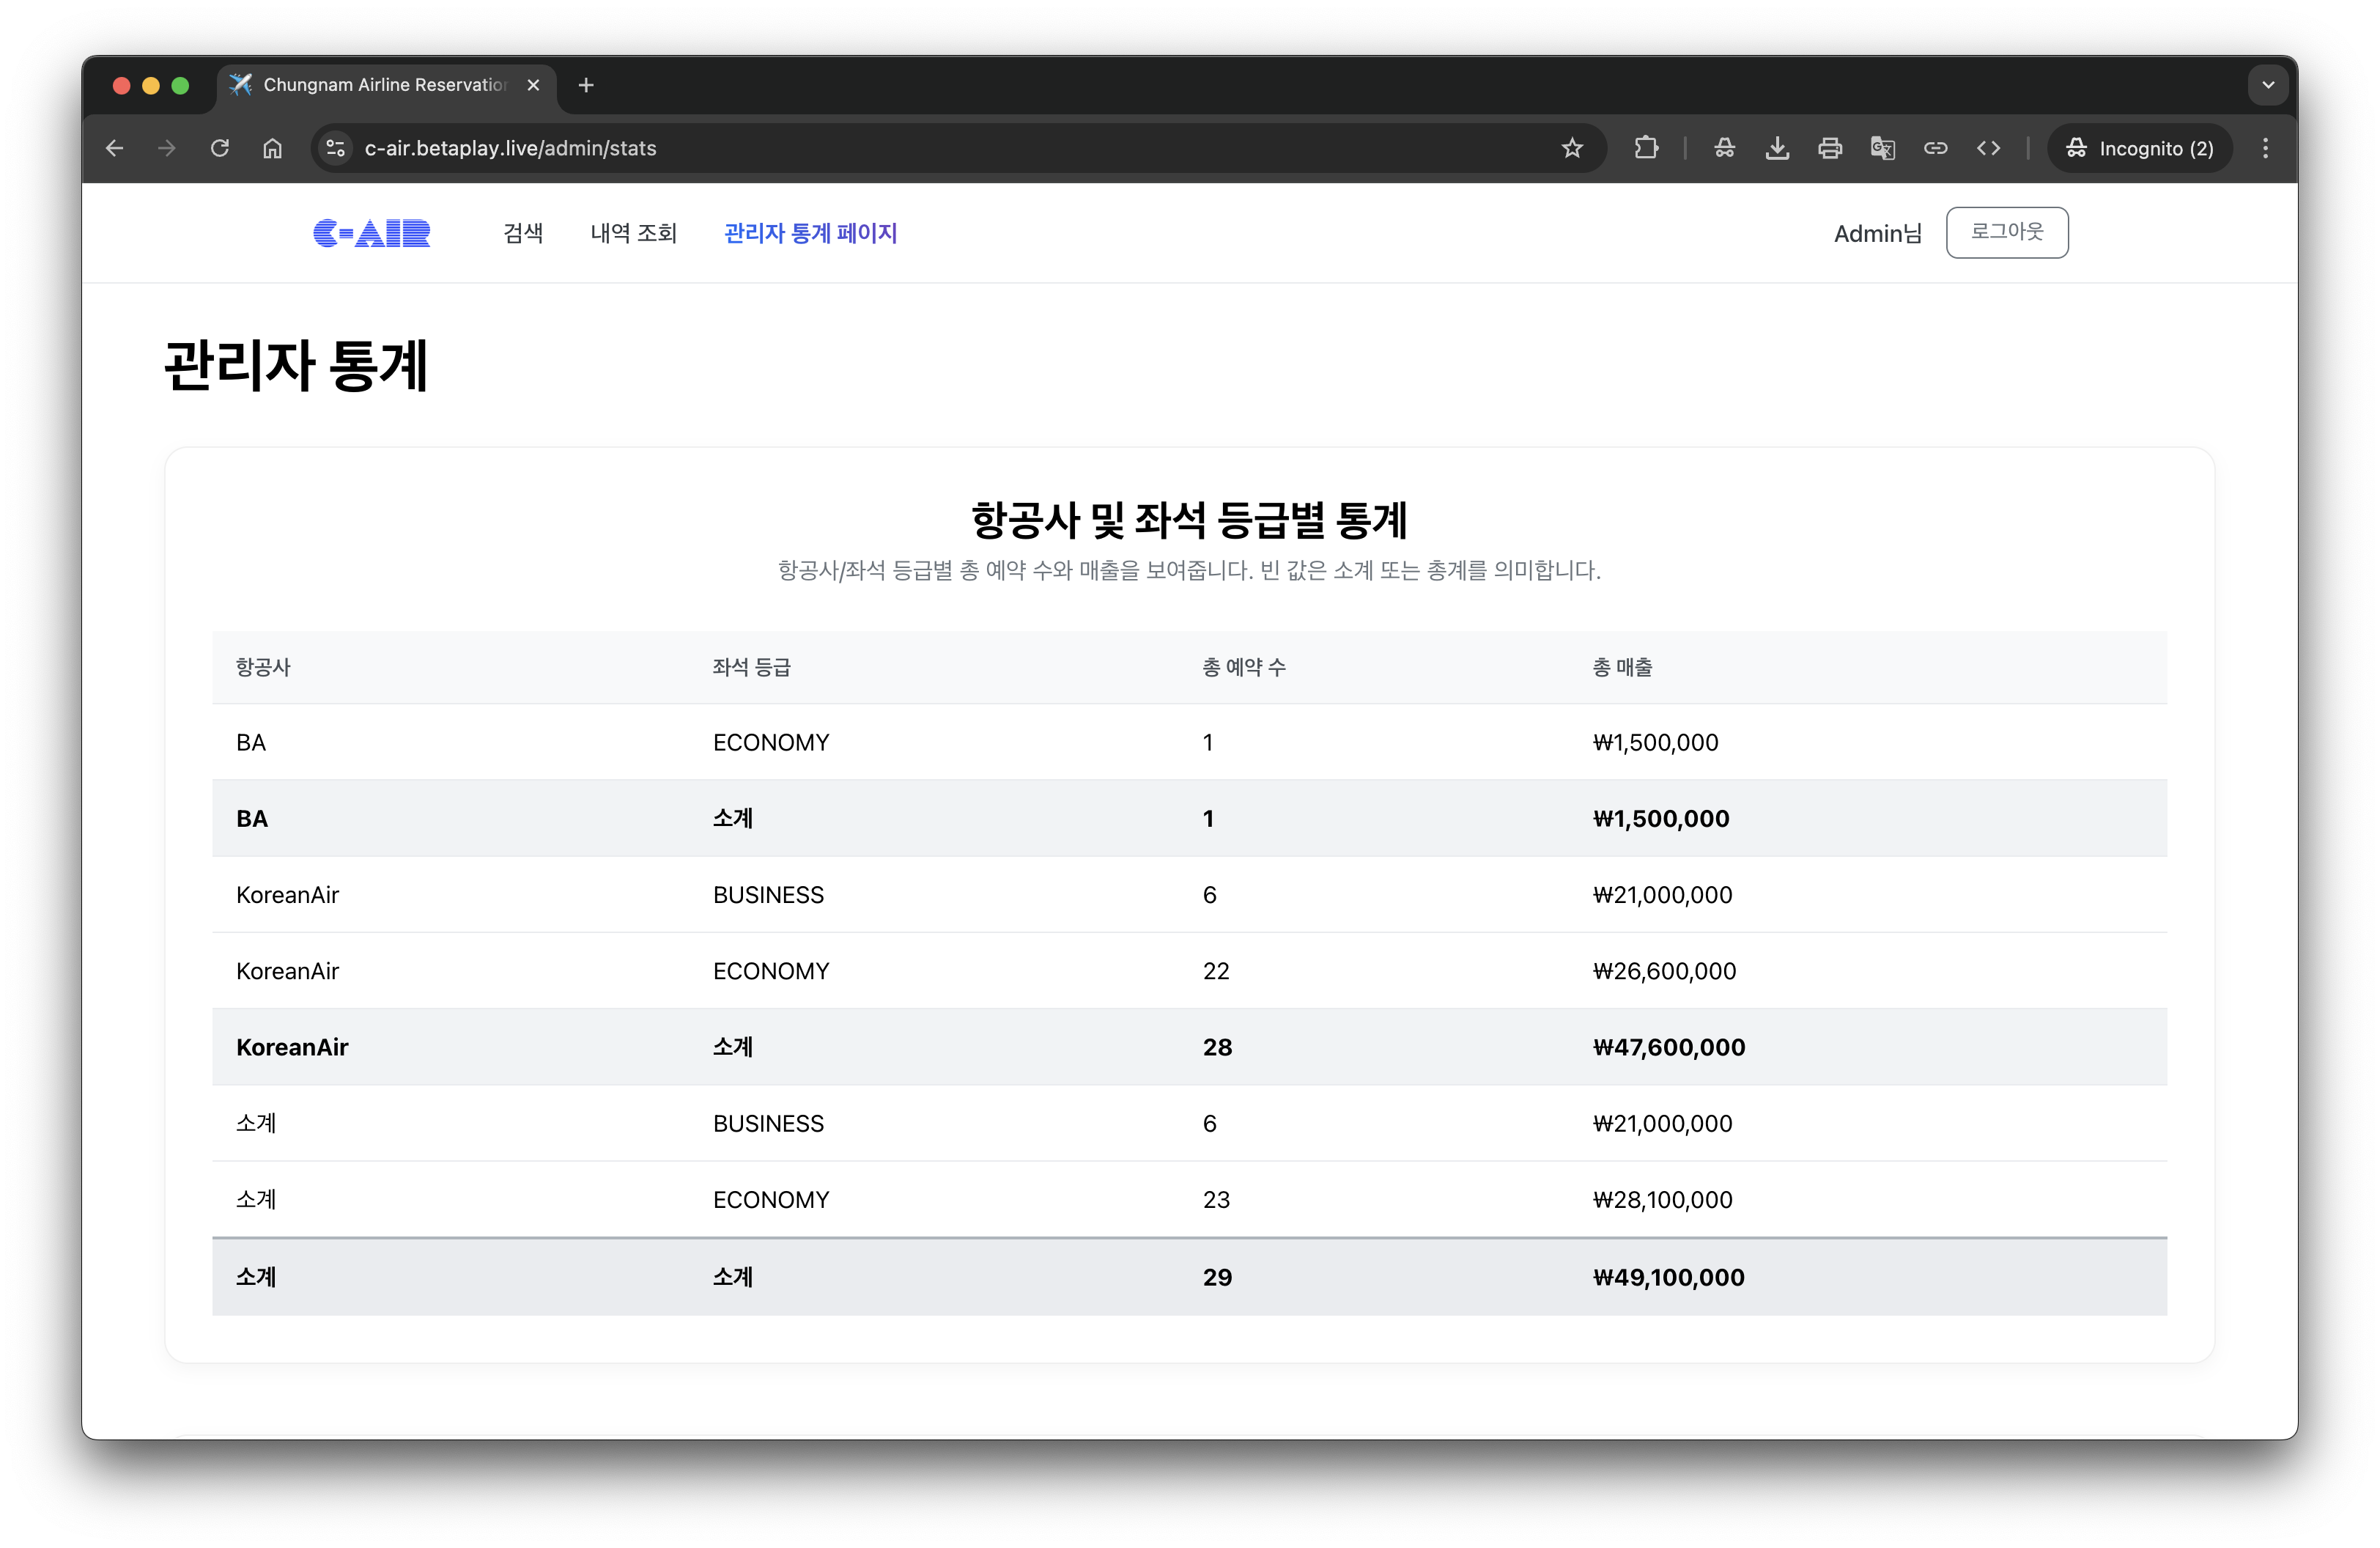 Chungnam Airline Reservation
c-air.betaplay.live/admin/stats
Incognito (2)
C-AIR 검색 내역 조회 관리자 통계 페이지 Admin님 로그아웃
관리자 통계
항공사 및 좌석 등급별 통계
항공사/좌석 등급별 총 예약 수와 매출을 보여줍니다. 빈 값은 소계 또는 총계를 의미합니다.
항공사 좌석 등급 총 예약 수 총 매출
BA ECONOMY 1 ₩1,500,000
BA 소계 1 ₩1,500,000
KoreanAir BUSINESS 6 ₩21,000,000
KoreanAir ECONOMY 22 ₩26,600,000
KoreanAir 소계 28 ₩47,600,000
소계 BUSINESS 6 ₩21,000,000
소계 ECONOMY 23 ₩28,100,000
소계 소계 29 ₩49,100,000